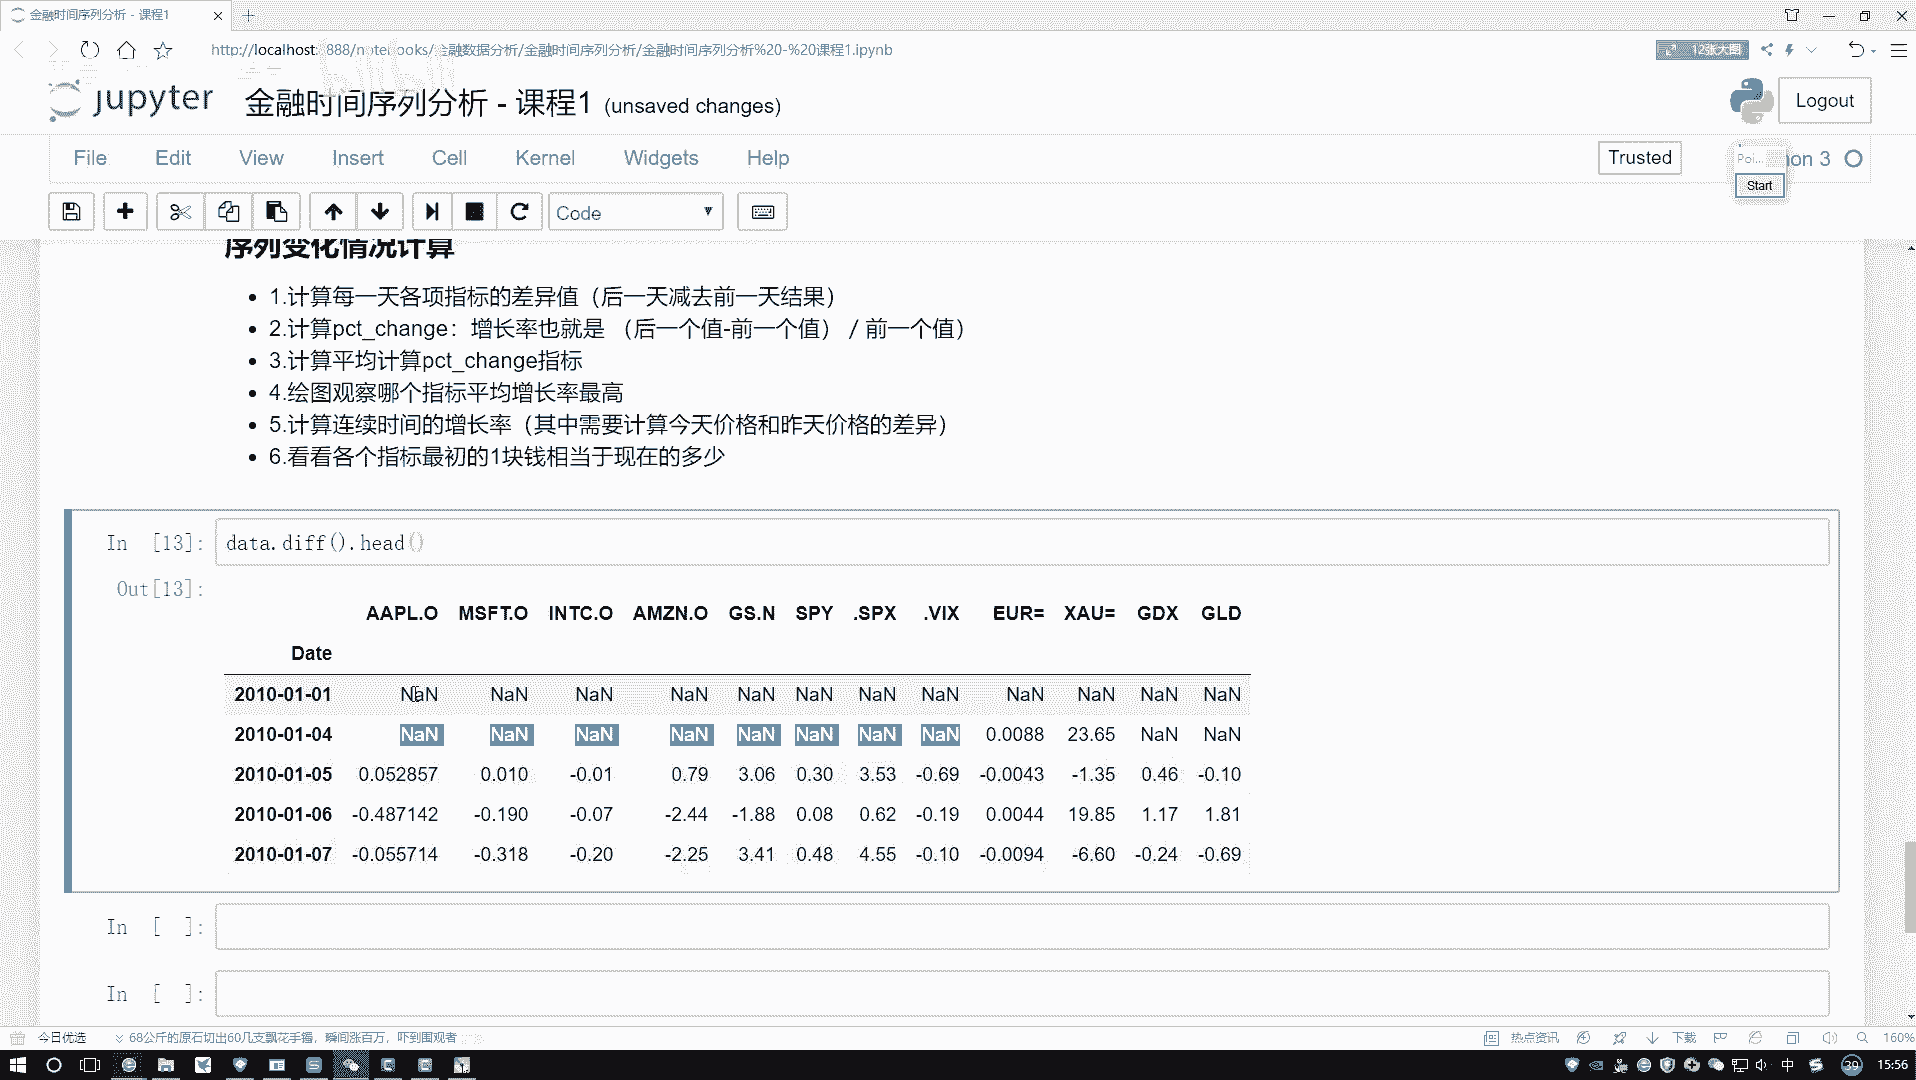 金融时间序列分析 - 课程1
http://localhost:8888/notebooks/金融数据分析/金融时间序列分析/金融时间序列分析%20-%20课程1.ipynb
12张大图
jupyter 金融时间序列分析 - 课程1 (unsaved changes)
Logout
File Edit View Insert Cell Kernel Widgets Help
Trusted
Poi... hon 3
Start
Code
序列变化情况计算
1.计算每一天各项指标的差异值（后一天减去前一天结果）
2.计算pct_change：增长率也就是 （后一个值-前一个值） / 前一个值）
3.计算平均计算pct_change指标
4.绘图观察哪个指标平均增长率最高
5.计算连续时间的增长率（其中需要计算今天价格和昨天价格的差异）
6.看看各个指标最初的1块钱相当于现在的多少
In [13]: data.diff().head()
Out[13]:
AAPL.O MSFT.O INTC.O AMZN.O GS.N SPY .SPX .VIX EUR= XAU= GDX GLD
Date
2010-01-01 NaN NaN NaN NaN NaN NaN NaN NaN NaN NaN NaN NaN
2010-01-04 NaN NaN NaN NaN NaN NaN NaN NaN 0.0088 23.65 NaN NaN
2010-01-05 0.052857 0.010 -0.01 0.79 3.06 0.30 3.53 -0.69 -0.0043 -1.35 0.46 -0.10
2010-01-06 -0.487142 -0.190 -0.07 -2.44 -1.88 0.08 0.62 -0.19 0.0044 19.85 1.17 1.81
2010-01-07 -0.055714 -0.318 -0.20 -2.25 3.41 0.48 4.55 -0.10 -0.0094 -6.60 -0.24 -0.69
In [ ]:
In [ ]:
今日优选 68公斤的原石切出60几支飘花手镯，瞬间涨百万，吓到围观者
热点资讯 下载 160%
中 39 15:56